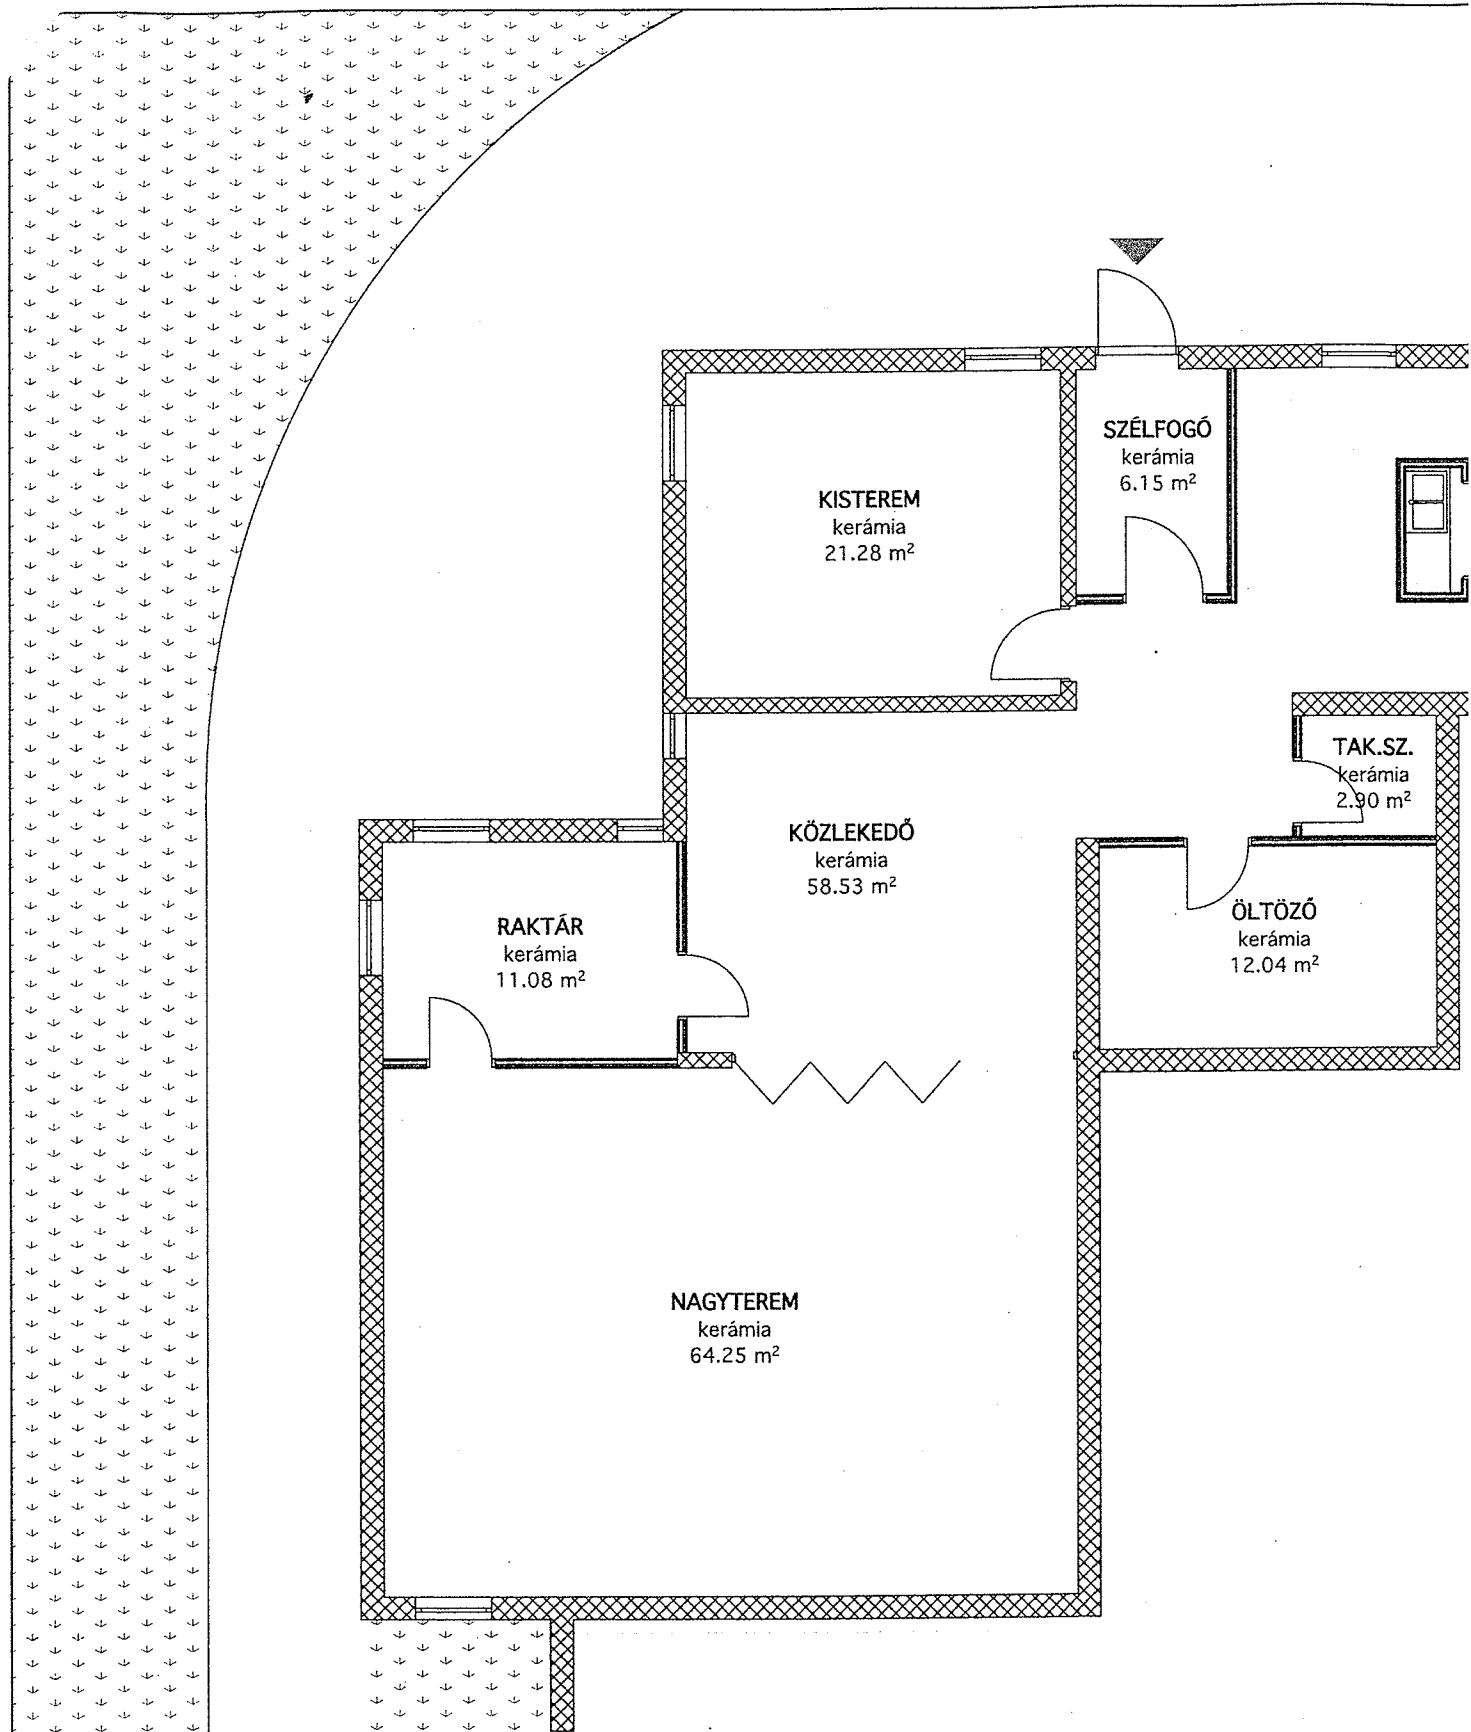 SZÉLFOGÓ
kerámia
6.15 m²
KISTEREM
kerámia
21.28 m²
TAK.SZ.
kerámia
2.90 m²
KÖZLEKEDŐ
kerámia
58.53 m²
RAKTÁR
kerámia
11.08 m²
ÖLTÖZŐ
kerámia
12.04 m²
NAGYTEREM
kerámia
64.25 m²